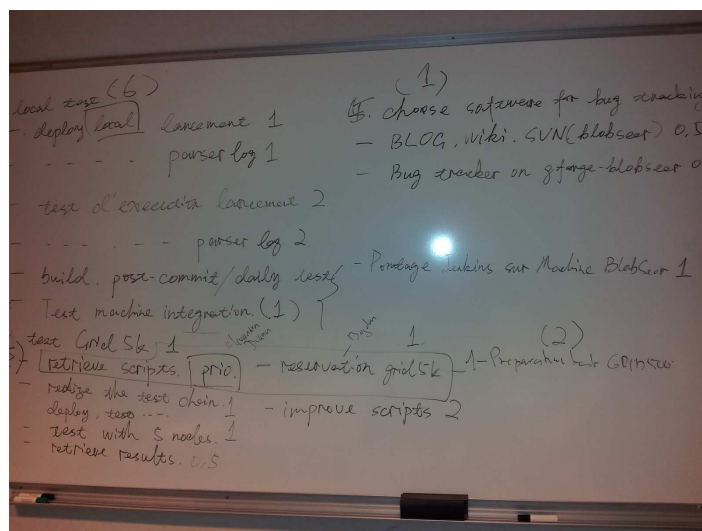 local test (6)
- deploy local lancement 1
- - - - parser log 1
- test d'execution lancement 2
- - - - - - parser log 2
- build. post-commit/daily tests
- Test machine integration (1)
(1)
choose software for bug tracking
- BLOG. wiki. SVN (blobseer) 0,5
- Bug tracker on gforge-blobseer 0
- Portage Jenkins sur Machine BlobSeer 1
test Grid 5k 1
retrieve scripts. prio. - reservation grid5k 1
- realize the test chain. 1
deploy, test ....
- improve scripts 2
- test with 5 nodes. 1
- retrieve results. 0,5
(2)
1-Preparation